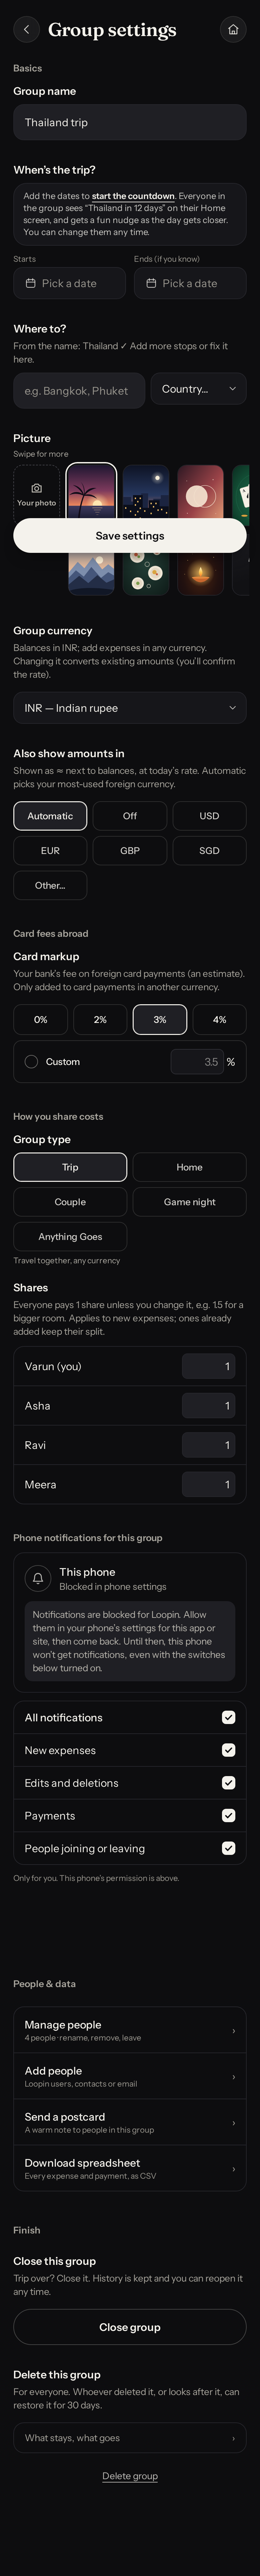 Group settings
Basics
Group name
Thailand trip
When's the trip?
Add the dates to start the countdown. Everyone in
the group sees “Thailand in 12 days” on their Home
screen, and gets a fun nudge as the day gets closer.
You can change them any time.
Starts
Ends (if you know)
Pick a date
Pick a date
Where to?
From the name: Thailand ✓ Add more stops or fix it
here.
e.g. Bangkok, Phuket
Country...
Picture
Swipe for more
Your photo
Save settings
Group currency
Balances in INR; add expenses in any currency.
Changing it converts existing amounts (you'll confirm
the rate).
INR — Indian rupee
Also show amounts in
Shown as ≈ next to balances, at today's rate. Automatic
picks your most-used foreign currency.
Automatic
Off
USD
EUR
GBP
SGD
Other...
Card fees abroad
Card markup
Your bank's fee on foreign card payments (an estimate).
Only added to card payments in another currency.
0%
2%
3%
4%
Custom
3.5 %
How you share costs
Group type
Trip
Home
Couple
Game night
Anything Goes
Travel together, any currency
Shares
Everyone pays 1 share unless you change it, e.g. 1.5 for a
bigger room. Applies to new expenses; ones already
added keep their split.
Varun (you) 1
Asha 1
Ravi 1
Meera 1
Phone notifications for this group
This phone
Blocked in phone settings
Notifications are blocked for Loopin. Allow
them in your phone's settings for this app or
site, then come back. Until then, this phone
won't get notifications, even with the switches
below turned on.
All notifications
New expenses
Edits and deletions
Payments
People joining or leaving
Only for you. This phone's permission is above.
People & data
Manage people
4 people · rename, remove, leave
Add people
Loopin users, contacts or email
Send a postcard
A warm note to people in this group
Download spreadsheet
Every expense and payment, as CSV
Finish
Close this group
Trip over? Close it. History is kept and you can reopen it
any time.
Close group
Delete this group
For everyone. Whoever deleted it, or looks after it, can
restore it for 30 days.
What stays, what goes
Delete group